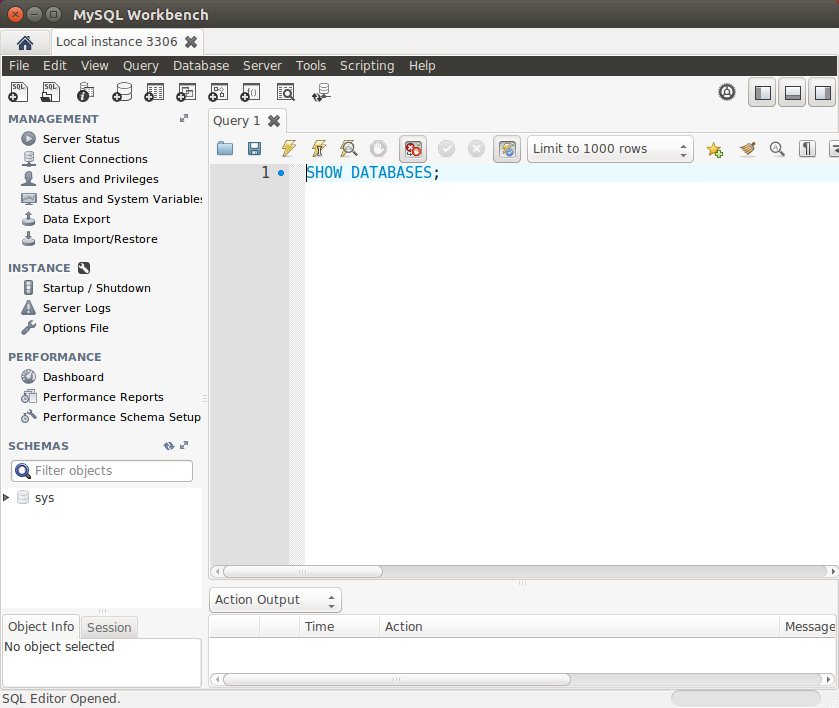 MySQL Workbench
Local instance 3306
File Edit View Query Database Server Tools Scripting Help
SQL SQL
MANAGEMENT
Server Status
Client Connections
Users and Privileges
Status and System Variables
Data Export
Data Import/Restore
INSTANCE
Startup / Shutdown
Server Logs
Options File
PERFORMANCE
Dashboard
Performance Reports
Performance Schema Setup
SCHEMAS
Filter objects
sys
Object Info Session
No object selected
Query 1
Limit to 1000 rows
1 SHOW DATABASES;
Action Output
Time Action Message
SQL Editor Opened.